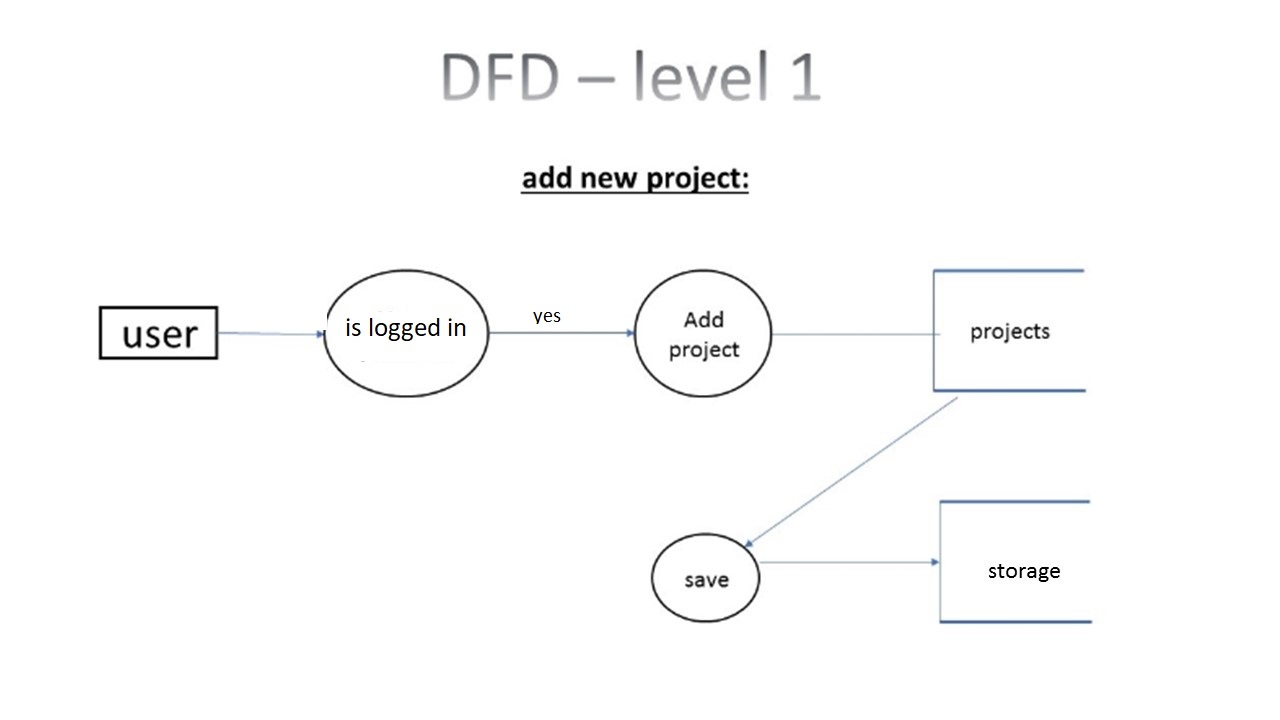 DFD – level 1
add new project:
user
is logged in
yes
Add
project
projects
save
storage